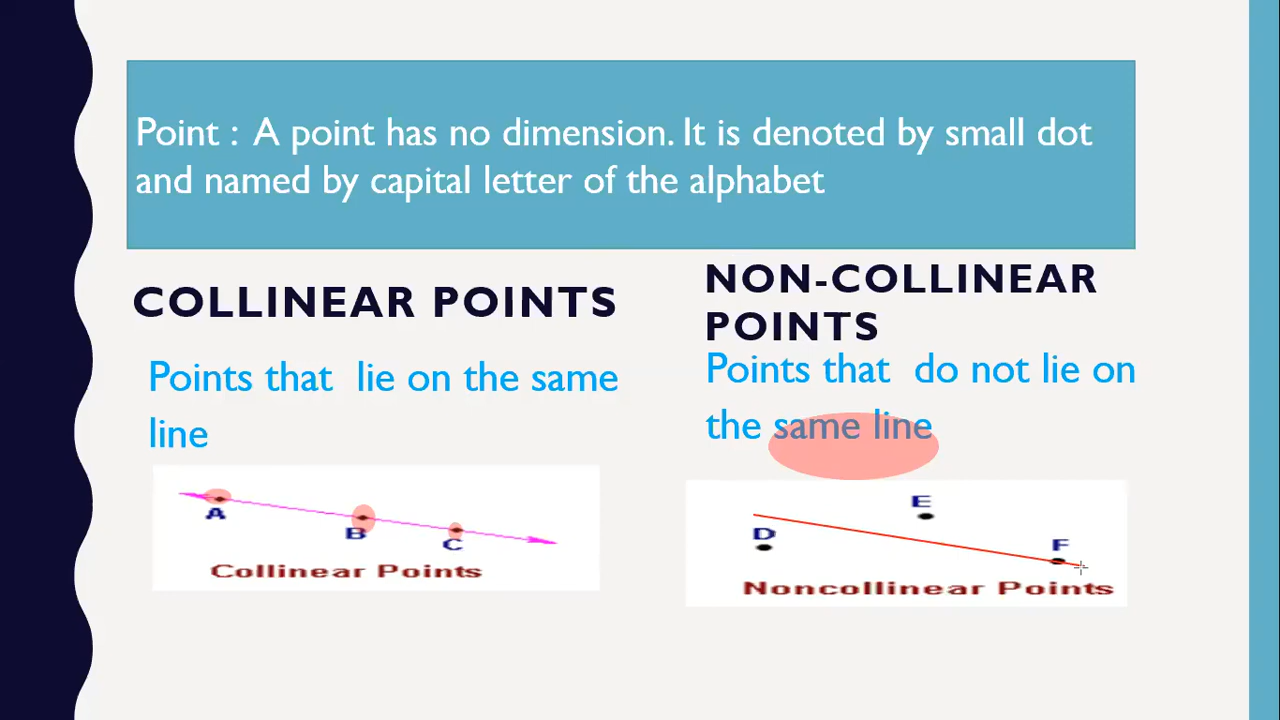 Point : A point has no dimension. It is denoted by small dot
and named by capital letter of the alphabet
COLLINEAR POINTS
Points that lie on the same
line
A
B
C
Collinear Points
NON-COLLINEAR
POINTS
Points that do not lie on
the same line
E
D
F
Noncollinear Points